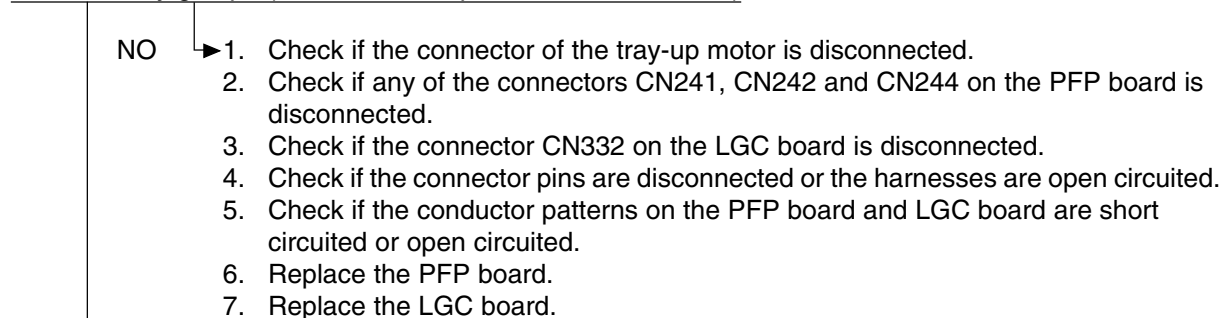 NO 1. Check if the connector of the tray-up motor is disconnected.
2. Check if any of the connectors CN241, CN242 and CN244 on the PFP board is
disconnected.
3. Check if the connector CN332 on the LGC board is disconnected.
4. Check if the connector pins are disconnected or the harnesses are open circuited.
5. Check if the conductor patterns on the PFP board and LGC board are short
circuited or open circuited.
6. Replace the PFP board.
7. Replace the LGC board.